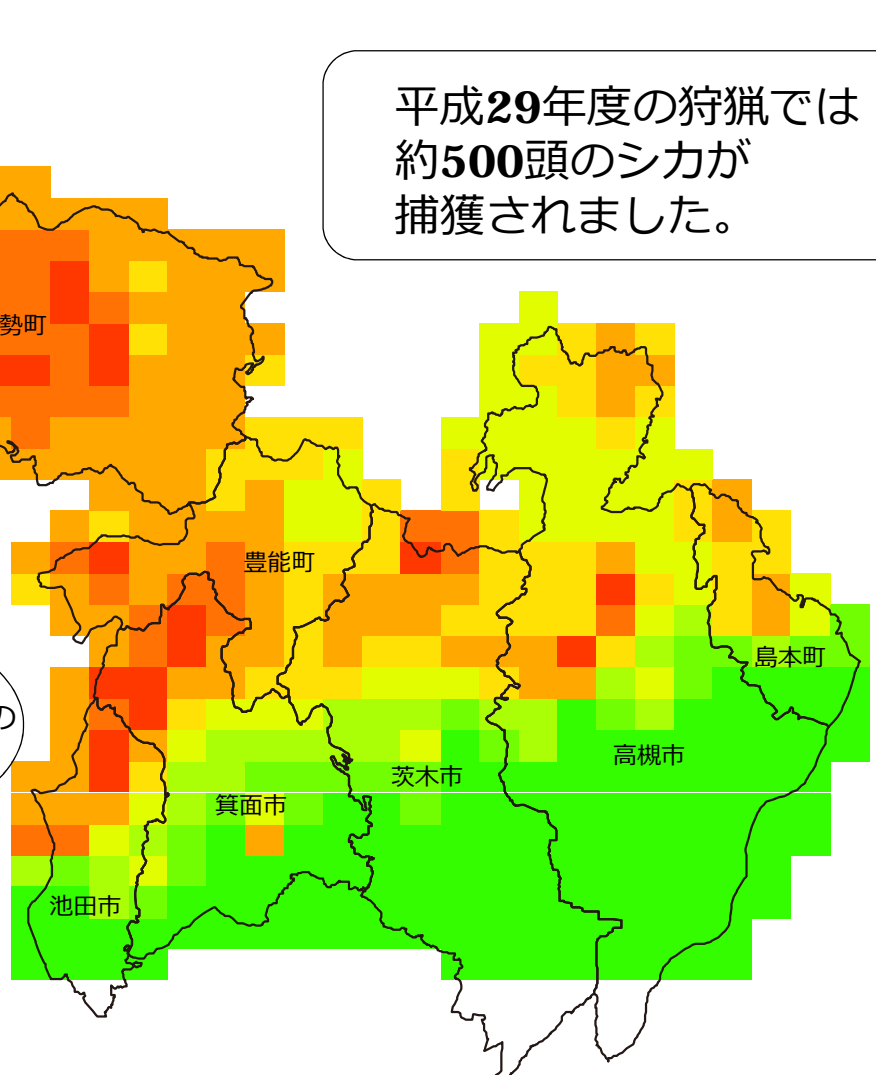 平成29年度の狩猟では
約500頭のシカが
捕獲されました。
勢町
豊能町
島本町
の
高槻市
茨木市
箕面市
池田市